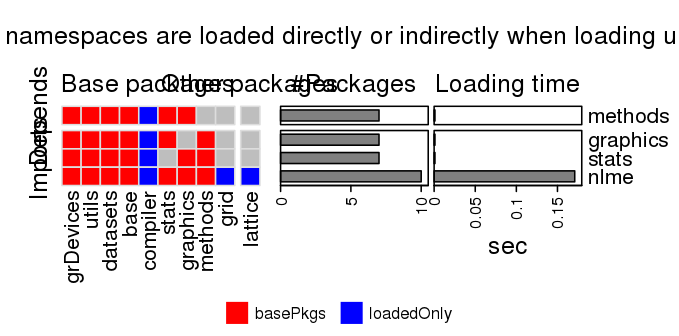 namespaces are loaded directly or indirectly when loading u
Base packages
Other packages
#Packages
Loading time
Depends
Imports
methods
graphics
stats
nlme
grDevices
utils
datasets
base
compiler
stats
graphics
methods
grid
lattice
0
5
10
0
0.05
0.1
0.15
sec
basePkgs
loadedOnly